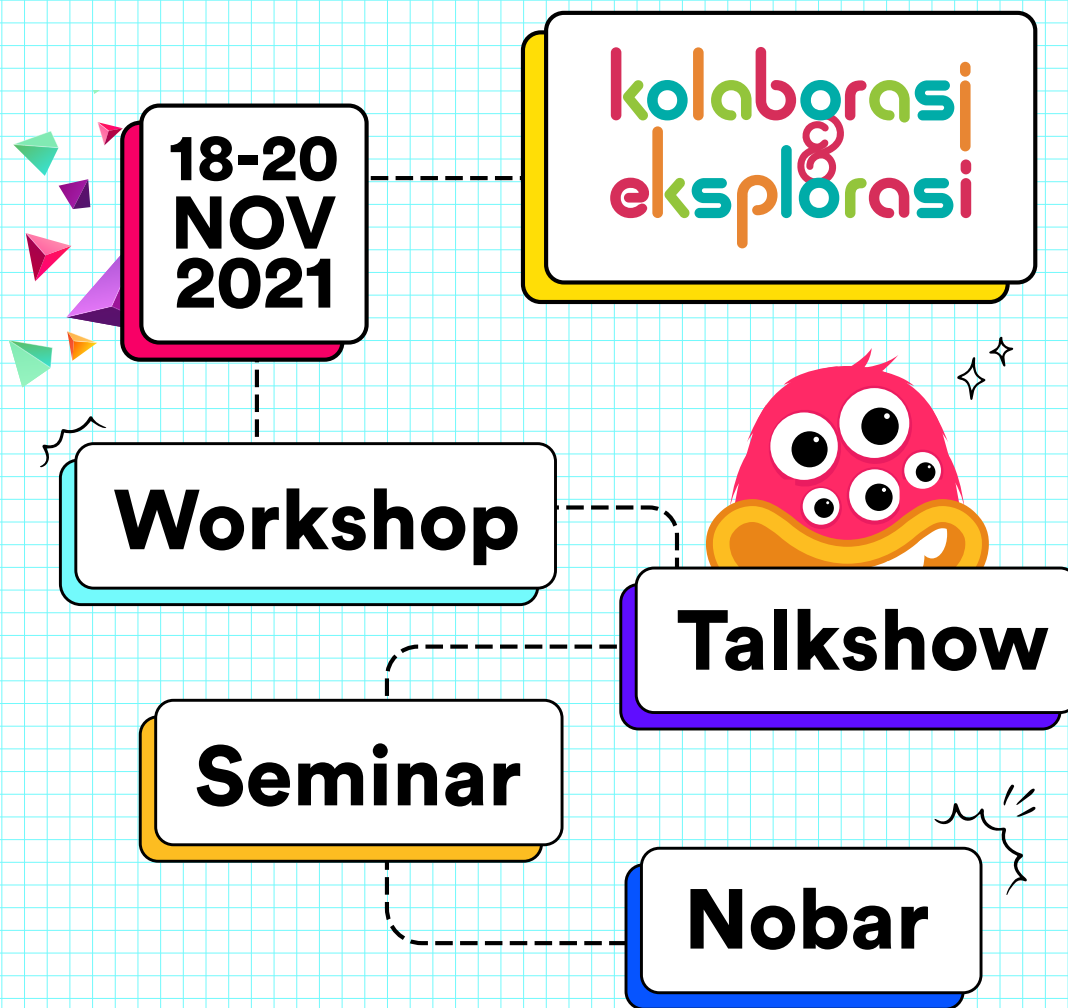 kolaborasi
&
eksplorasi
18-20
NOV
2021
Workshop
Talkshow
Seminar
Nobar